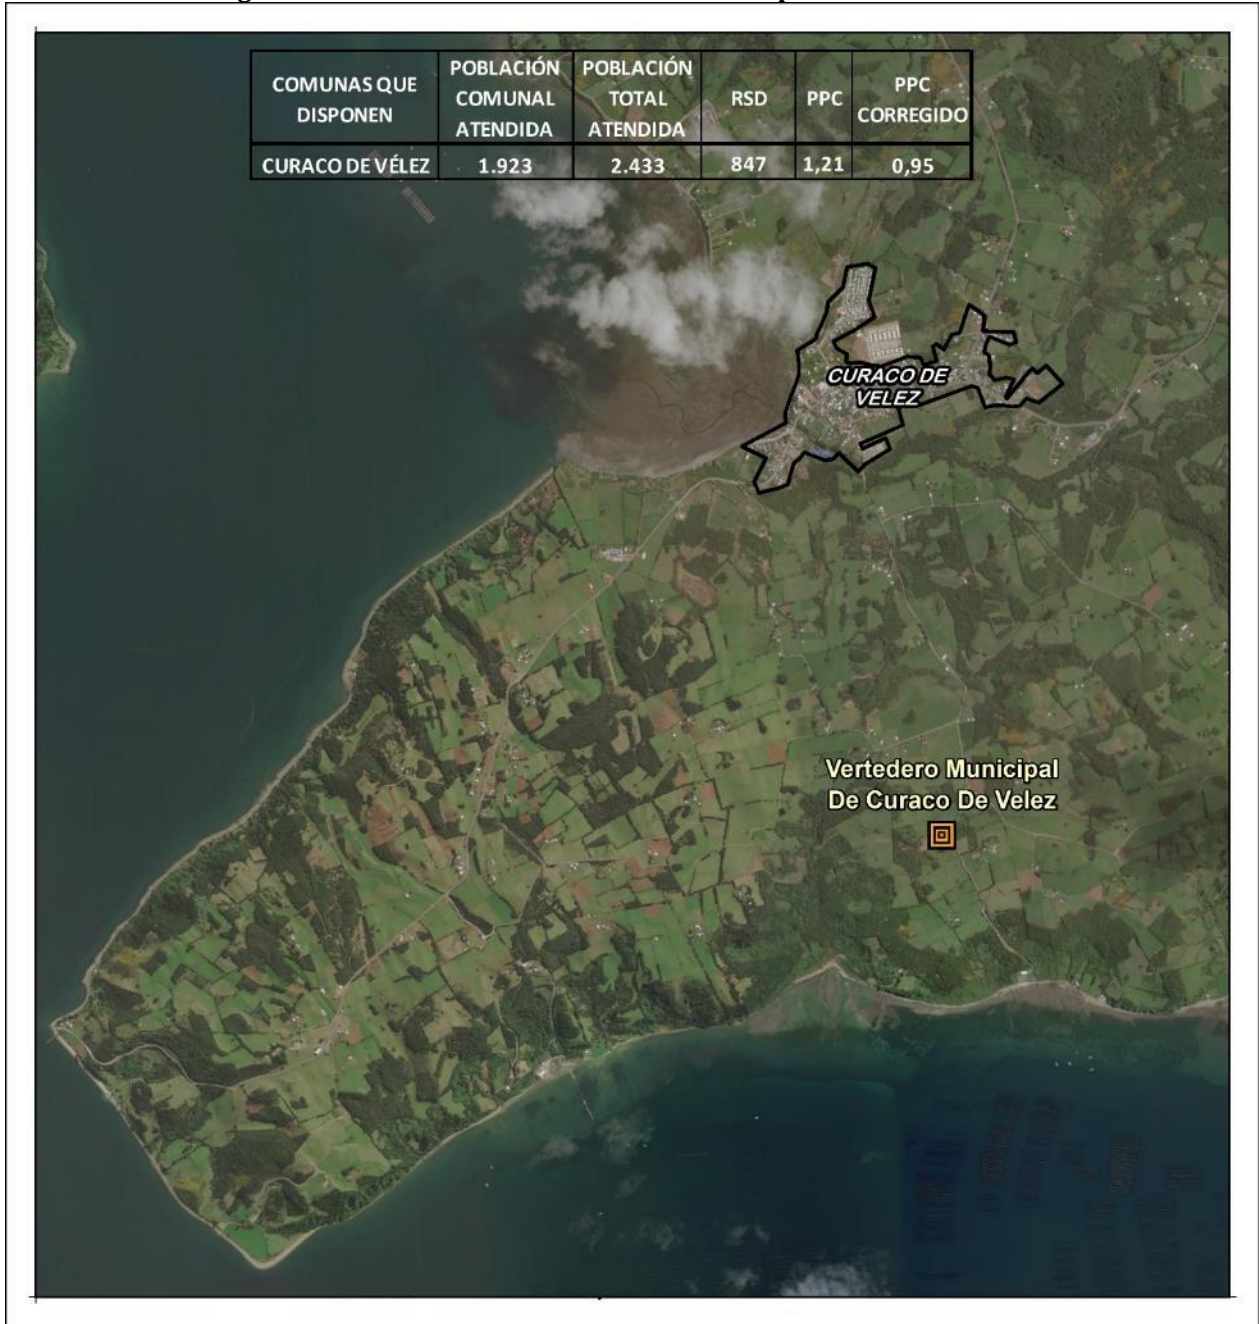 COMUNAS QUE
DISPONEN
POBLACIÓN
COMUNAL
ATENDIDA
POBLACIÓN
TOTAL
ATENDIDA
RSD
PPC
PPC
CORREGIDO
CURACO DE VÉLEZ
1.923
2.433
847
1,21
0,95
CURACO DE
VELEZ
Vertedero Municipal
De Curaco De Velez